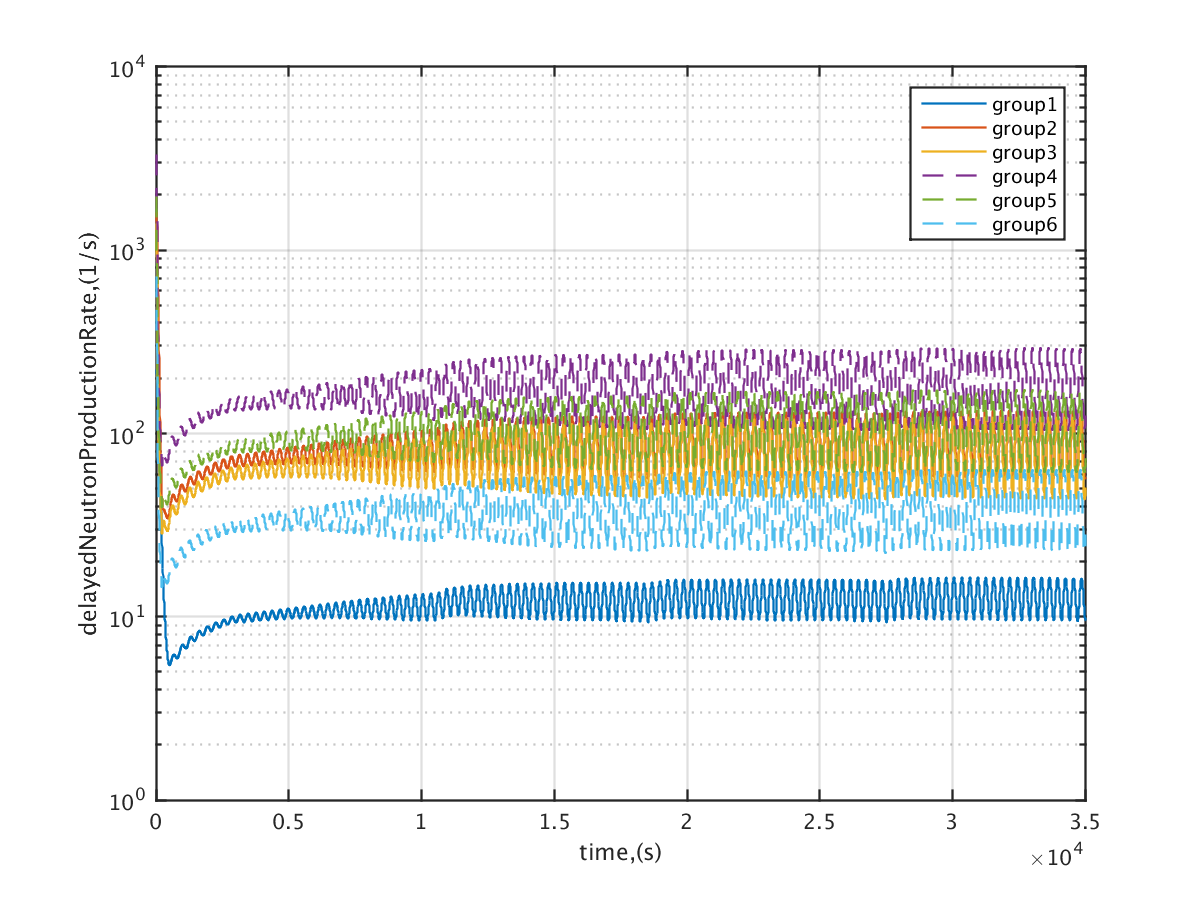 10^4
10^3
10^2
10^1
10^0
delayedNeutronProductionRate,(1/s)
group1
group2
group3
group4
group5
group6
0 0.5 1 1.5 2 2.5 3 3.5
time,(s)
×10^4